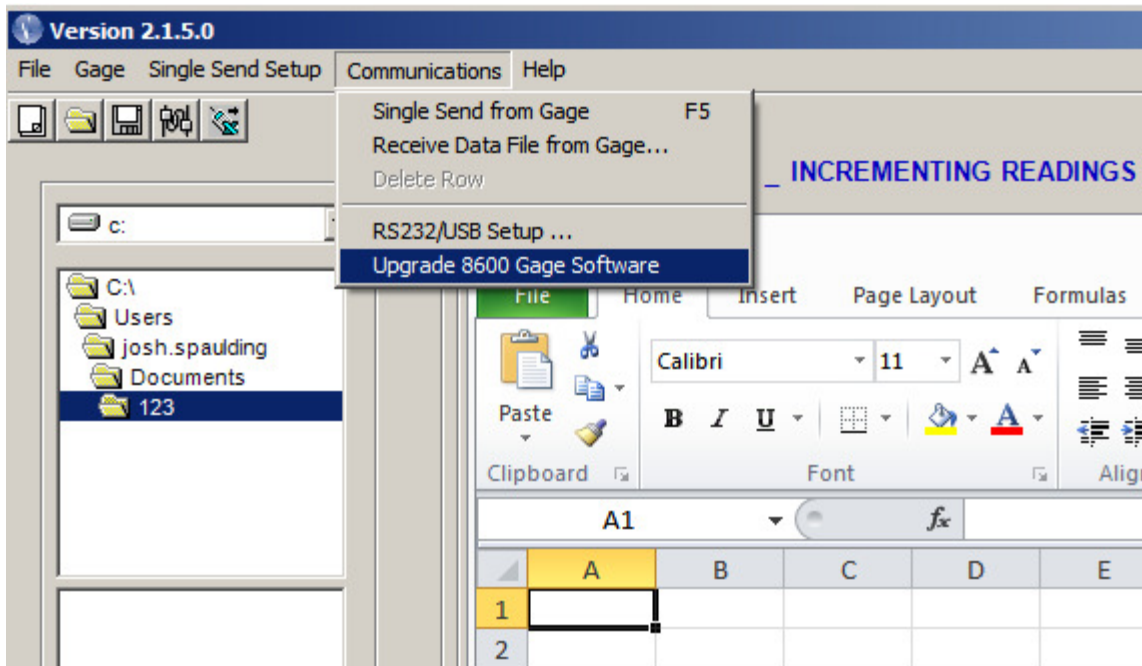 Version 2.1.5.0
File Gage Single Send Setup Communications Help
Single Send from Gage F5
Receive Data File from Gage...
Delete Row
RS232/USB Setup ...
Upgrade 8600 Gage Software
_ INCREMENTING READINGS
c:
C:\
Users
josh.spaulding
Documents
123
File Home Insert Page Layout Formulas
Paste
Calibri 11 A A
B I U A
Clipboard Font Align
A1 fx
A B C D E
1
2